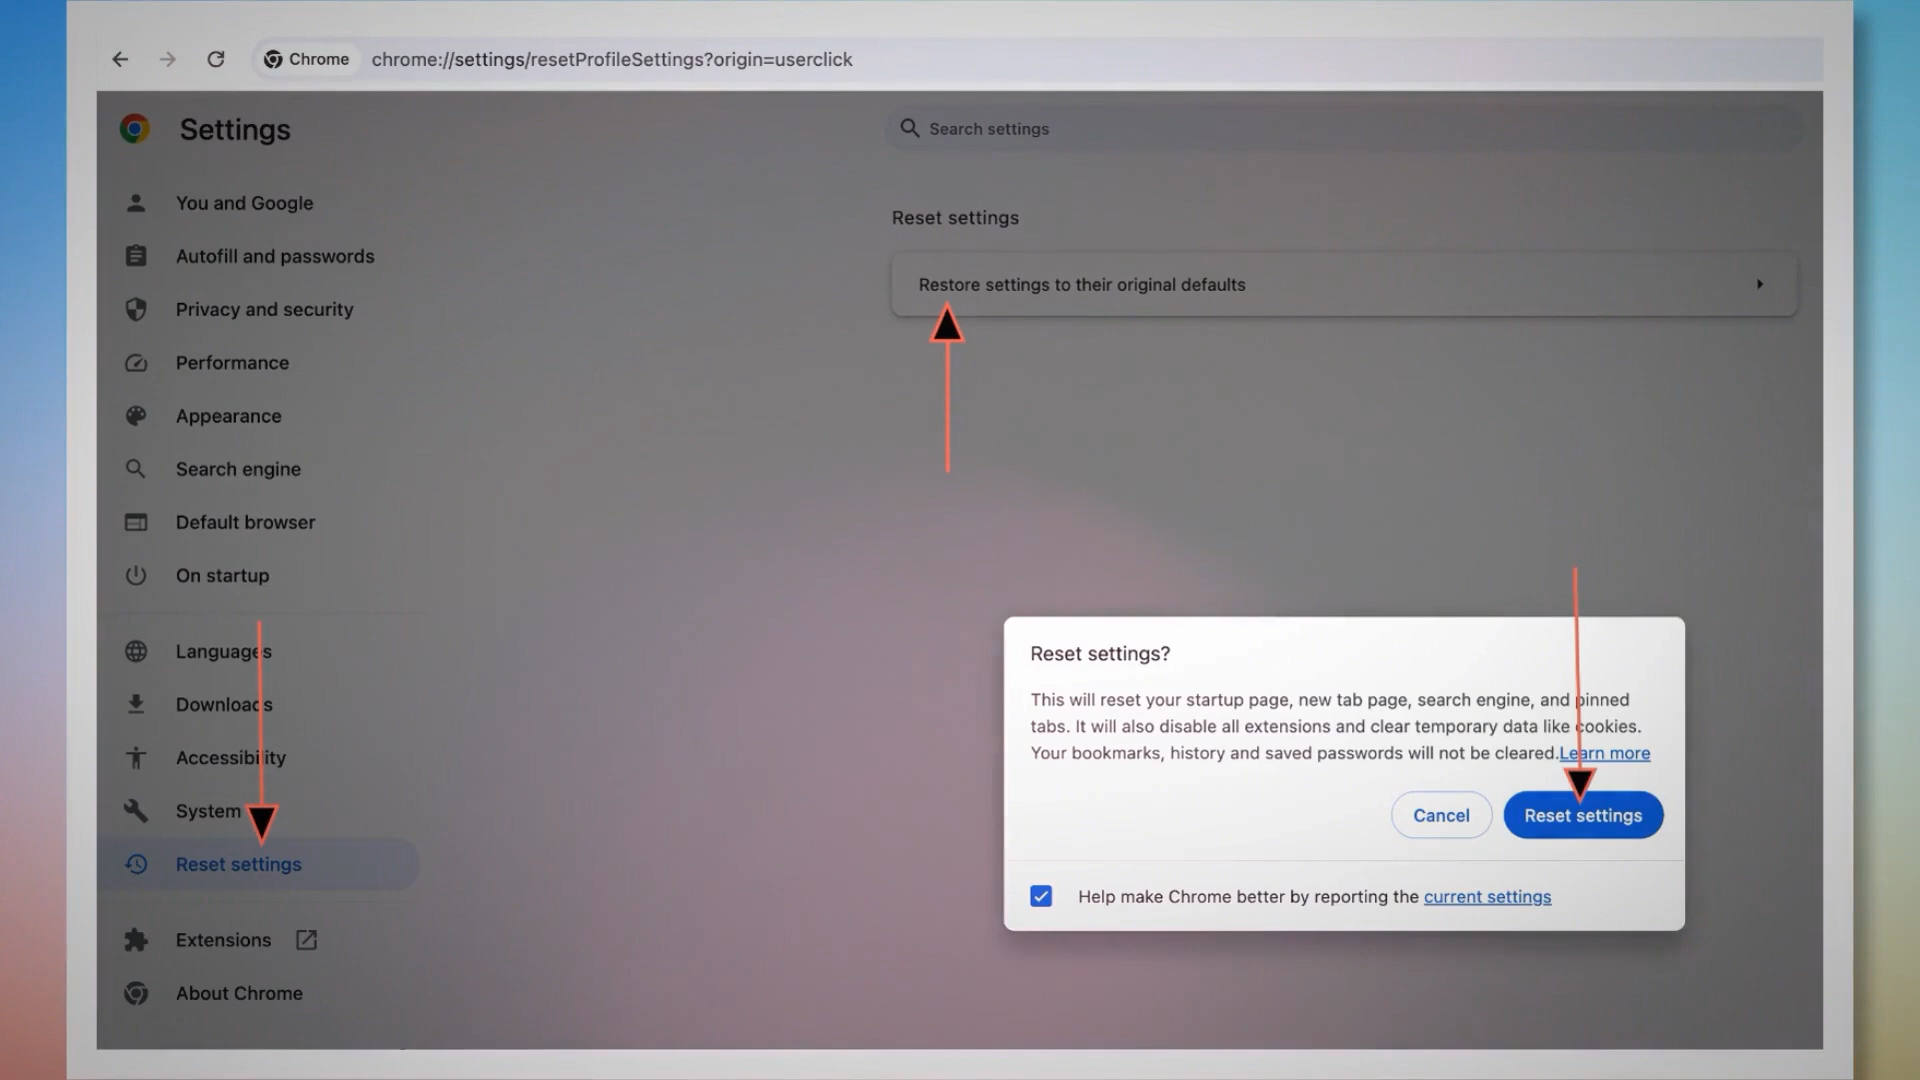 Chrome
chrome://settings/resetProfileSettings?origin=userclick
Settings
Search settings
You and Google
Autofill and passwords
Privacy and security
Performance
Appearance
Search engine
Default browser
On startup
Languages
Downloads
Accessibility
System
Reset settings
Extensions
About Chrome
Reset settings
Restore settings to their original defaults
Reset settings?
This will reset your startup page, new tab page, search engine, and pinned
tabs. It will also disable all extensions and clear temporary data like cookies.
Your bookmarks, history and saved passwords will not be cleared.Learn more
Cancel
Reset settings
Help make Chrome better by reporting the current settings